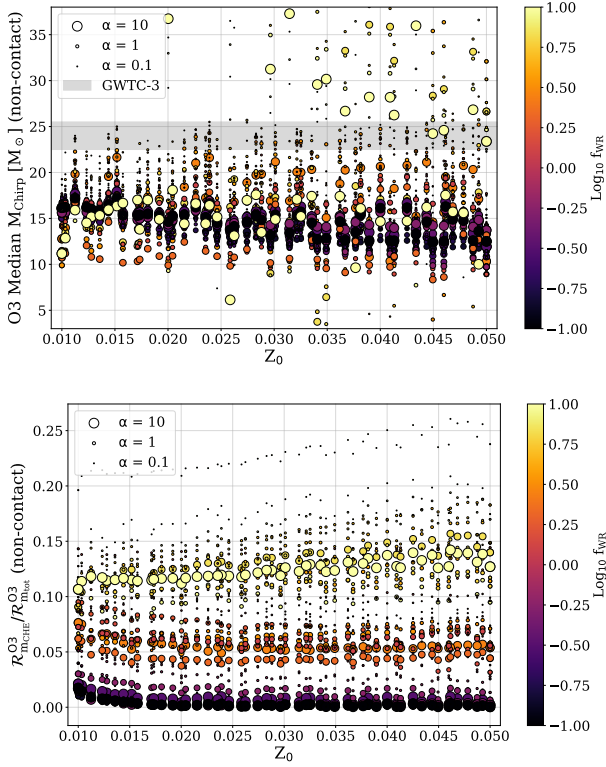 O3 Median M_Chirp [M_⊙] (non-contact)
35
30
25
20
15
10
5
α = 10
α = 1
α = 0.1
GWTC-3
0.010 0.015 0.020 0.025 0.030 0.035 0.040 0.045 0.050
Z_0
1.00
0.75
0.50
0.25
0.00
−0.25
−0.50
−0.75
−1.00
Log_10 f_WR
R^O3_m_CHE/R^O3_m_tot (non-contact)
0.25
0.20
0.15
0.10
0.05
0.00
α = 10
α = 1
α = 0.1
0.010 0.015 0.020 0.025 0.030 0.035 0.040 0.045 0.050
Z_0
1.00
0.75
0.50
0.25
0.00
−0.25
−0.50
−0.75
−1.00
Log_10 f_WR